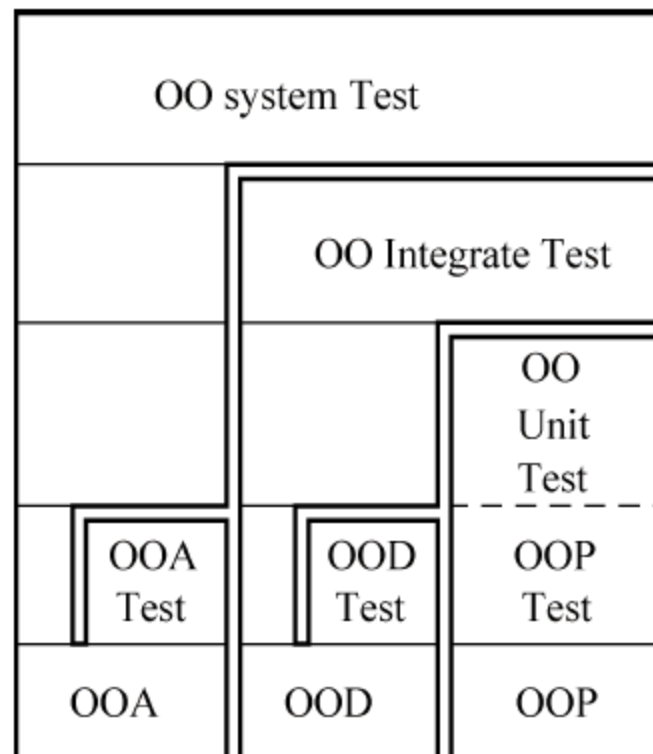 OO system Test
OO Integrate Test
OO
Unit
Test
OOA
Test
OOD
Test
OOP
Test
OOA
OOD
OOP